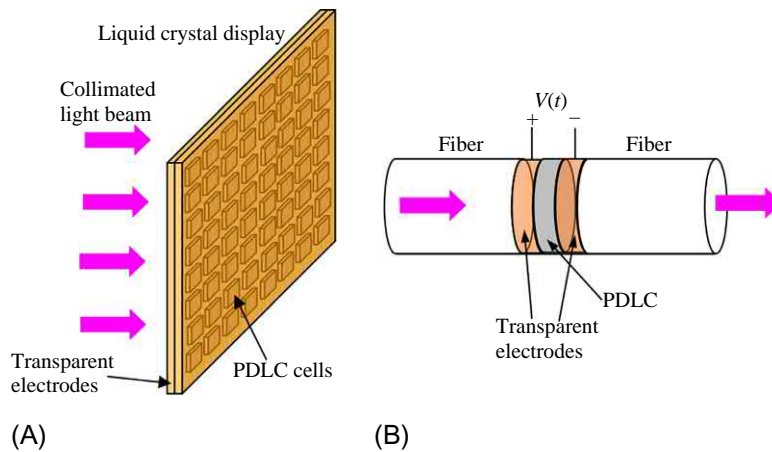 Liquid crystal display
Collimated
light beam
Transparent
electrodes
PDLC cells
(A)
V(t)
+ −
Fiber
Fiber
PDLC
Transparent
electrodes
(B)